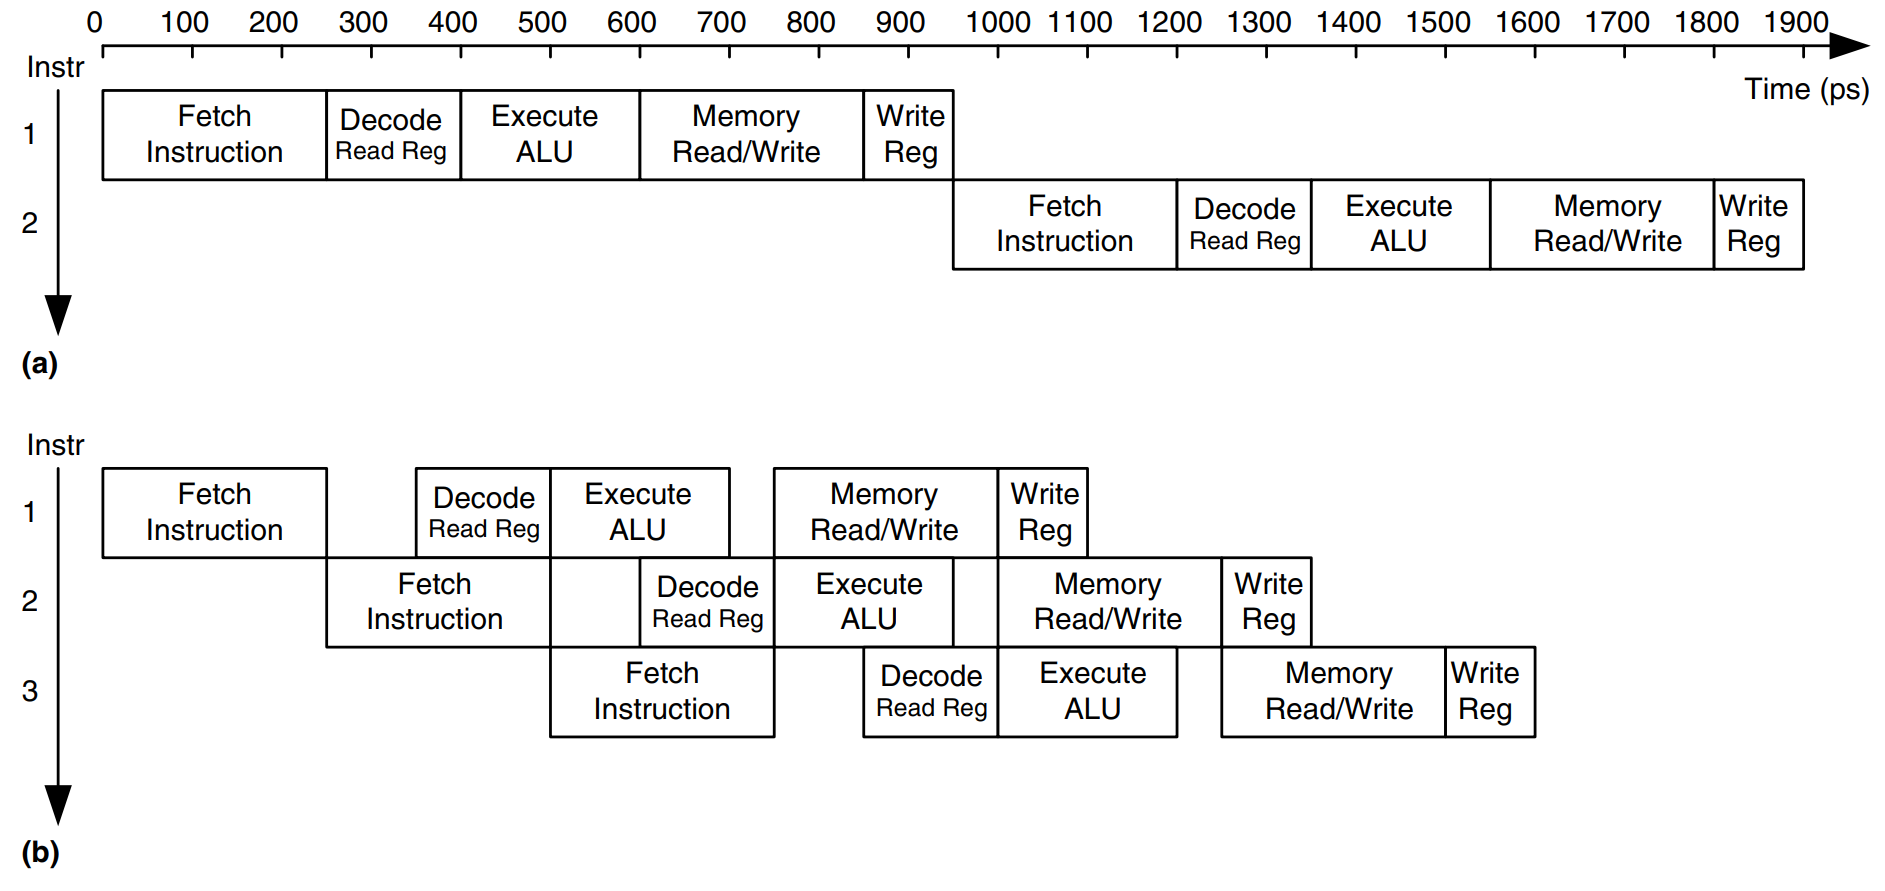 0 100 200 300 400 500 600 700 800 900 1000 1100 1200 1300 1400 1500 1600 1700 1800 1900
Instr
Time (ps)
1
Fetch
Instruction
Decode
Read Reg
Execute
ALU
Memory
Read/Write
Write
Reg
2
Fetch
Instruction
Decode
Read Reg
Execute
ALU
Memory
Read/Write
Write
Reg
(a)
Instr
1
Fetch
Instruction
Decode
Read Reg
Execute
ALU
Memory
Read/Write
Write
Reg
2
Fetch
Instruction
Decode
Read Reg
Execute
ALU
Memory
Read/Write
Write
Reg
3
Fetch
Instruction
Decode
Read Reg
Execute
ALU
Memory
Read/Write
Write
Reg
(b)